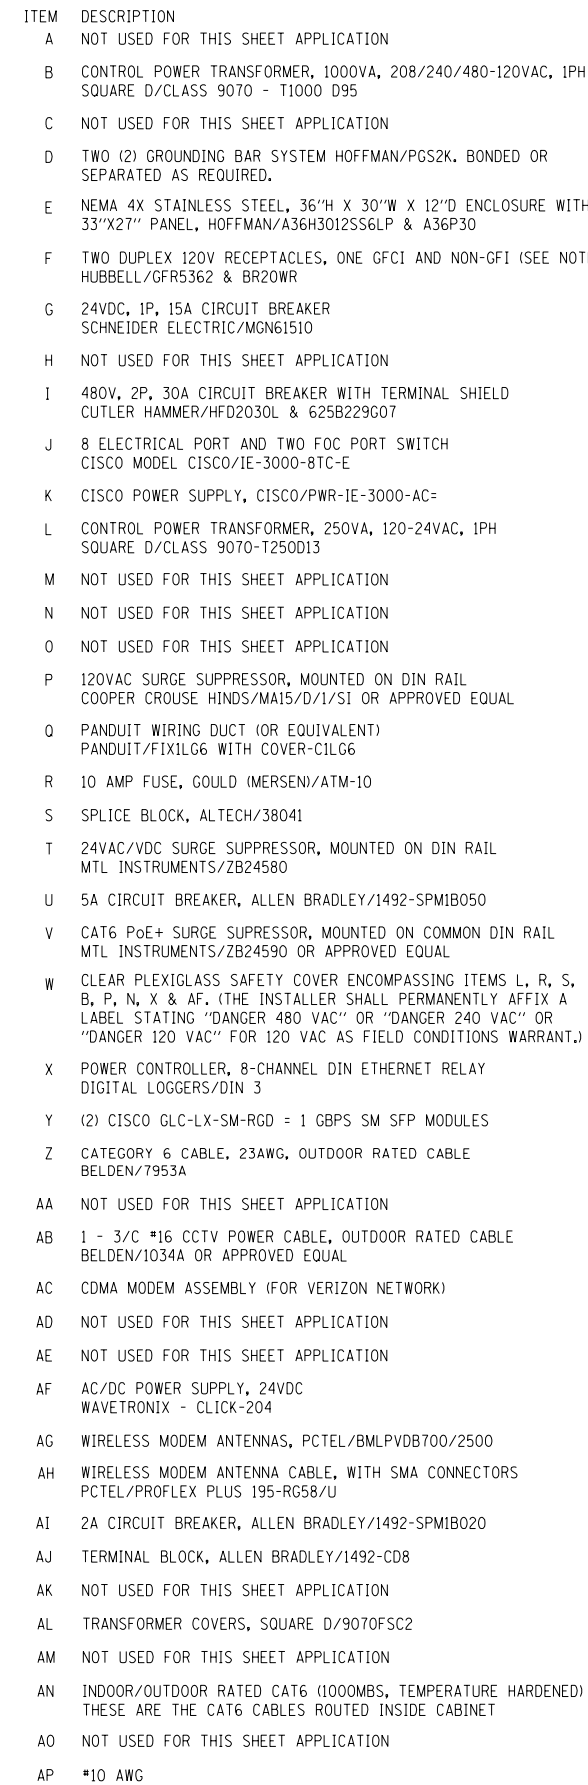 ITEM DESCRIPTION
A NOT USED FOR THIS SHEET APPLICATION
B CONTROL POWER TRANSFORMER, 1000VA, 208/240/480-120VAC, 1PH
SQUARE D/CLASS 9070 - T1000 D95
C NOT USED FOR THIS SHEET APPLICATION
D TWO (2) GROUNDING BAR SYSTEM HOFFMAN/PGS2K. BONDED OR
SEPARATED AS REQUIRED.
E NEMA 4X STAINLESS STEEL, 36"H X 30"W X 12"D ENCLOSURE WITH
33"X27" PANEL, HOFFMAN/A36H3012SS6LP & A36P30
F TWO DUPLEX 120V RECEPTACLES, ONE GFCI AND NON-GFI (SEE NOT
HUBBELL/GFR5362 & BR20WR
G 24VDC, 1P, 15A CIRCUIT BREAKER
SCHNEIDER ELECTRIC/MGN61510
H NOT USED FOR THIS SHEET APPLICATION
I 480V, 2P, 30A CIRCUIT BREAKER WITH TERMINAL SHIELD
CUTLER HAMMER/HFD2030L & 625B229G07
J 8 ELECTRICAL PORT AND TWO FOC PORT SWITCH
CISCO MODEL CISCO/IE-3000-8TC-E
K CISCO POWER SUPPLY, CISCO/PWR-IE-3000-AC=
L CONTROL POWER TRANSFORMER, 250VA, 120-24VAC, 1PH
SQUARE D/CLASS 9070-T250D13
M NOT USED FOR THIS SHEET APPLICATION
N NOT USED FOR THIS SHEET APPLICATION
O NOT USED FOR THIS SHEET APPLICATION
P 120VAC SURGE SUPPRESSOR, MOUNTED ON DIN RAIL
COOPER CROUSE HINDS/MA15/D/1/SI OR APPROVED EQUAL
Q PANDUIT WIRING DUCT (OR EQUIVALENT)
PANDUIT/FIX1LG6 WITH COVER-C1LG6
R 10 AMP FUSE, GOULD (MERSEN)/ATM-10
S SPLICE BLOCK, ALTECH/38041
T 24VAC/VDC SURGE SUPPRESSOR, MOUNTED ON DIN RAIL
MTL INSTRUMENTS/ZB24580
U 5A CIRCUIT BREAKER, ALLEN BRADLEY/1492-SPM1B050
V CAT6 PoE+ SURGE SUPRESSOR, MOUNTED ON COMMON DIN RAIL
MTL INSTRUMENTS/ZB24590 OR APPROVED EQUAL
W CLEAR PLEXIGLASS SAFETY COVER ENCOMPASSING ITEMS L, R, S,
B, P, N, X & AF. (THE INSTALLER SHALL PERMANENTLY AFFIX A
LABEL STATING "DANGER 480 VAC" OR "DANGER 240 VAC" OR
"DANGER 120 VAC" FOR 120 VAC AS FIELD CONDITIONS WARRANT.)
X POWER CONTROLLER, 8-CHANNEL DIN ETHERNET RELAY
DIGITAL LOGGERS/DIN 3
Y (2) CISCO GLC-LX-SM-RGD = 1 GBPS SM SFP MODULES
Z CATEGORY 6 CABLE, 23AWG, OUTDOOR RATED CABLE
BELDEN/7953A
AA NOT USED FOR THIS SHEET APPLICATION
AB 1 - 3/C #16 CCTV POWER CABLE, OUTDOOR RATED CABLE
BELDEN/1034A OR APPROVED EQUAL
AC CDMA MODEM ASSEMBLY (FOR VERIZON NETWORK)
AD NOT USED FOR THIS SHEET APPLICATION
AE NOT USED FOR THIS SHEET APPLICATION
AF AC/DC POWER SUPPLY, 24VDC
WAVETRONIX - CLICK-204
AG WIRELESS MODEM ANTENNAS, PCTEL/BMLPVDB700/2500
AH WIRELESS MODEM ANTENNA CABLE, WITH SMA CONNECTORS
PCTEL/PROFLEX PLUS 195-RG58/U
AI 2A CIRCUIT BREAKER, ALLEN BRADLEY/1492-SPM1B020
AJ TERMINAL BLOCK, ALLEN BRADLEY/1492-CD8
AK NOT USED FOR THIS SHEET APPLICATION
AL TRANSFORMER COVERS, SQUARE D/9070FSC2
AM NOT USED FOR THIS SHEET APPLICATION
AN INDOOR/OUTDOOR RATED CAT6 (1000MBS, TEMPERATURE HARDENED)
THESE ARE THE CAT6 CABLES ROUTED INSIDE CABINET
AO NOT USED FOR THIS SHEET APPLICATION
AP #10 AWG